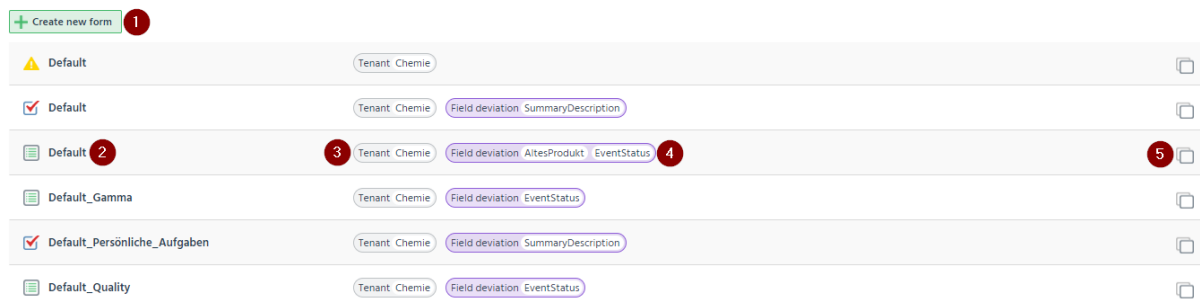 Create new form 1
Default Tenant Chemie
Default Tenant Chemie Field deviation SummaryDescription
Default 2 3 Tenant Chemie Field deviation AltesProdukt EventStatus 4 5
Default_Gamma Tenant Chemie Field deviation EventStatus
Default_Persönliche_Aufgaben Tenant Chemie Field deviation SummaryDescription
Default_Quality Tenant Chemie Field deviation EventStatus